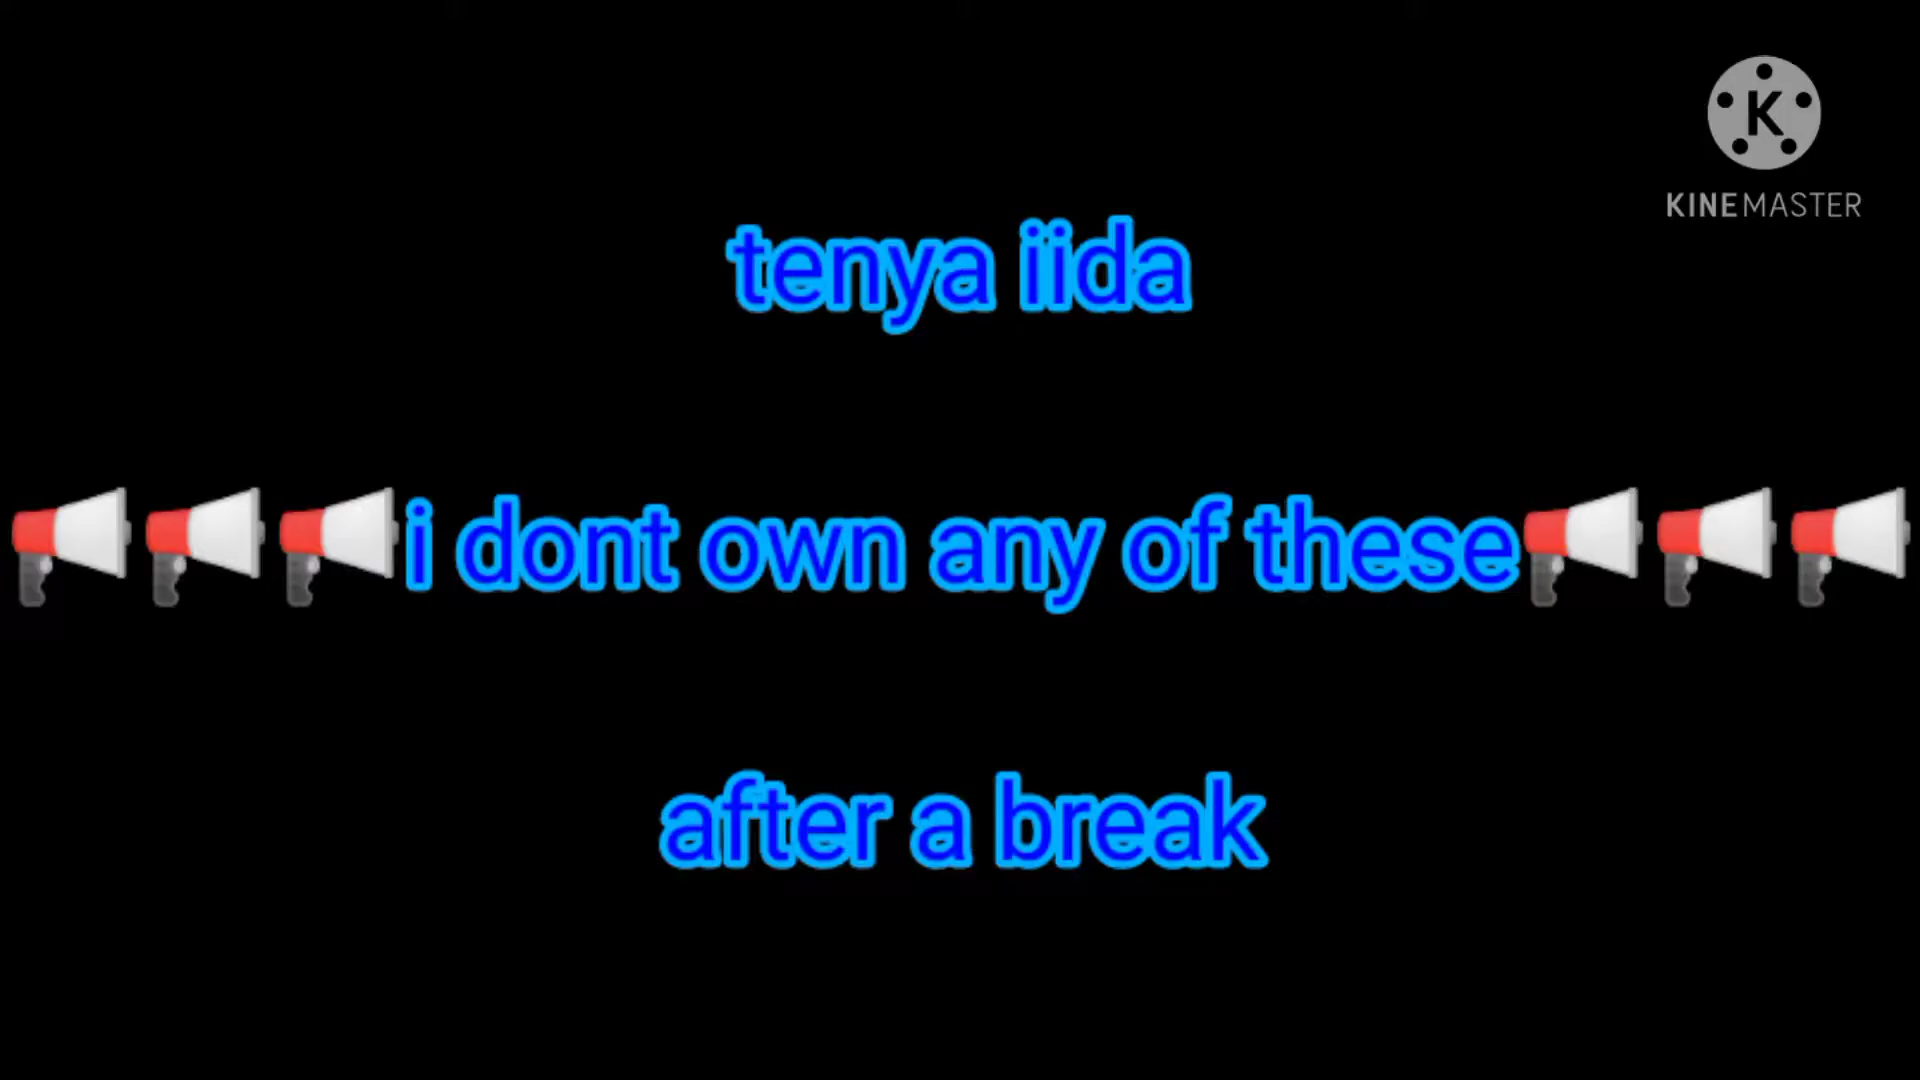 K
KINEMASTER
tenya iida
📢📢📢i dont own any of these📢📢📢
after a break